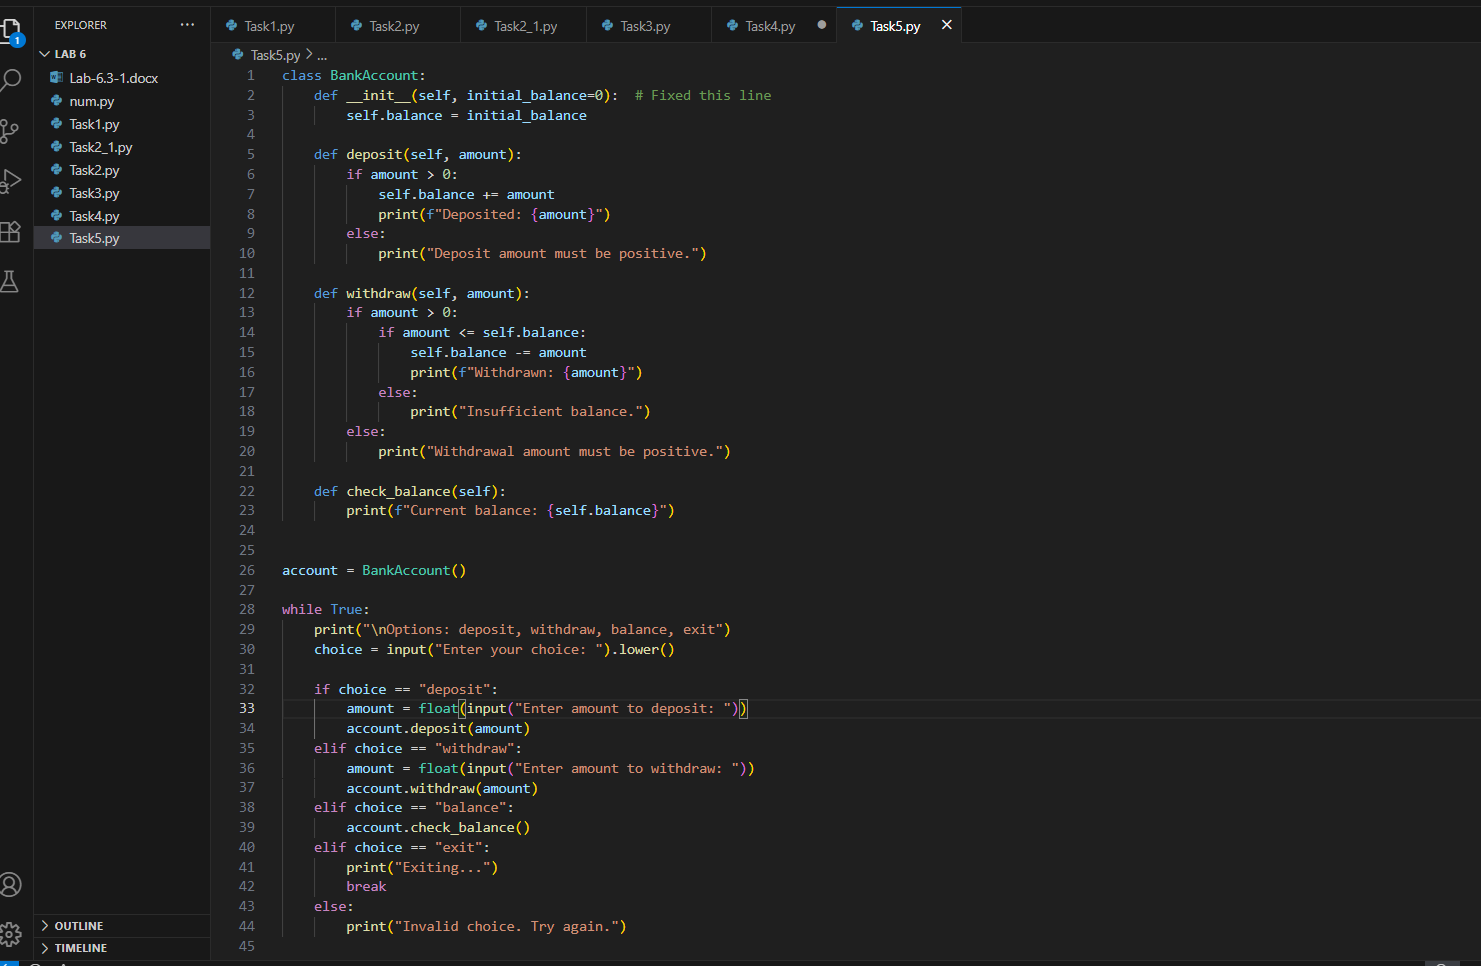 EXPLORER
LAB 6
Lab-6.3-1.docx
num.py
Task1.py
Task2_1.py
Task2.py
Task3.py
Task4.py
Task5.py
OUTLINE
TIMELINE
1
Task1.py Task2.py Task2_1.py Task3.py Task4.py Task5.py
Task5.py > ...
1 class BankAccount:
2     def __init__(self, initial_balance=0):  # Fixed this line
3         self.balance = initial_balance
4
5     def deposit(self, amount):
6         if amount > 0:
7             self.balance += amount
8             print(f"Deposited: {amount}")
9         else:
10             print("Deposit amount must be positive.")
11
12     def withdraw(self, amount):
13         if amount > 0:
14             if amount <= self.balance:
15                 self.balance -= amount
16                 print(f"Withdrawn: {amount}")
17             else:
18                 print("Insufficient balance.")
19         else:
20             print("Withdrawal amount must be positive.")
21
22     def check_balance(self):
23         print(f"Current balance: {self.balance}")
24
25
26 account = BankAccount()
27
28 while True:
29     print("\nOptions: deposit, withdraw, balance, exit")
30     choice = input("Enter your choice: ").lower()
31
32     if choice == "deposit":
33         amount = float(input("Enter amount to deposit: "))
34         account.deposit(amount)
35     elif choice == "withdraw":
36         amount = float(input("Enter amount to withdraw: "))
37         account.withdraw(amount)
38     elif choice == "balance":
39         account.check_balance()
40     elif choice == "exit":
41         print("Exiting...")
42         break
43     else:
44         print("Invalid choice. Try again.")
45